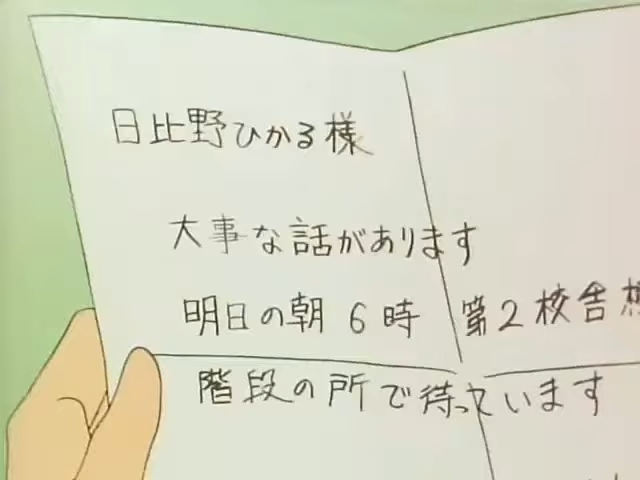 日比野ひかる様
大事な話があります
明日の朝6時 第2校舎
階段の所で待っています